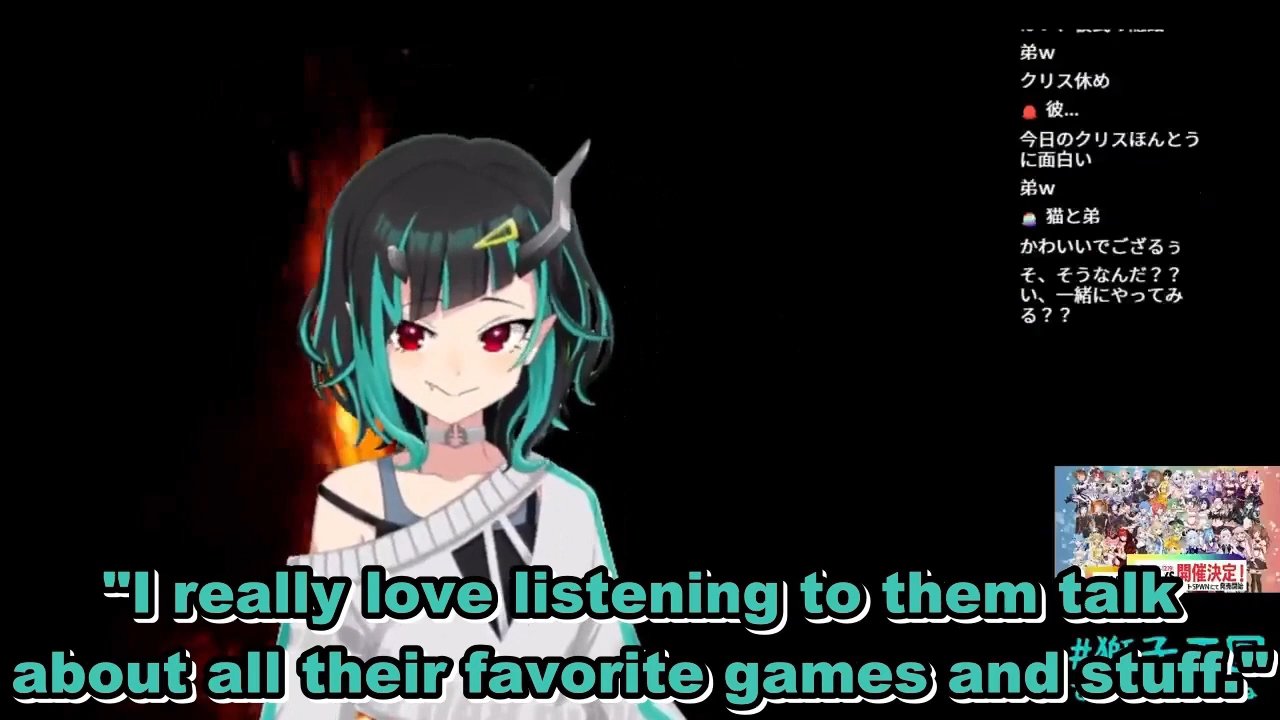 弟w
クリス休め
彼...
今日のクリスほんとう
に面白い
弟w
猫と弟
かわいいでござるぅ
そ、そうなんだ？？
い、一緒にやってみ
る？？
開催決定!
"I really love listening to them talk
about all their favorite games and stuff."